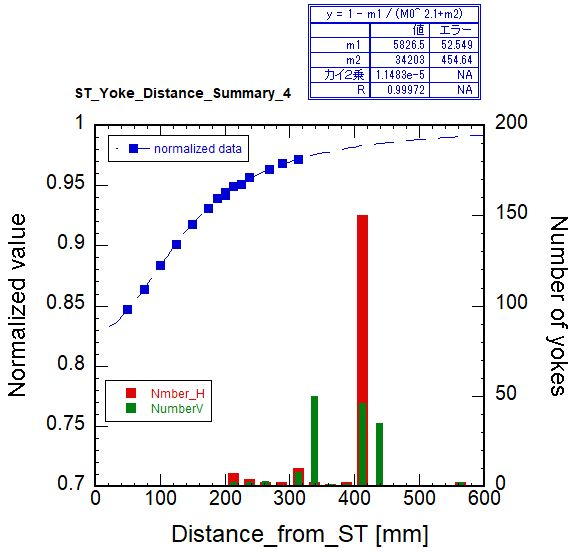 y = 1 - m1 / (M0^ 2.1+m2)
値 エラー
m1 5826.5 52.549
m2 34203 454.64
カイ2乗 1.1483e-5 NA
R 0.99972 NA
ST_Yoke_Distance_Summary_4
1 200
normalized data
0.95
0.9 150
0.85 100
0.8
Nmber_H
NumberV
0.75 50
0.7 0
0 100 200 300 400 500 600
Normalized value
Number of yokes
Distance_from_ST [mm]